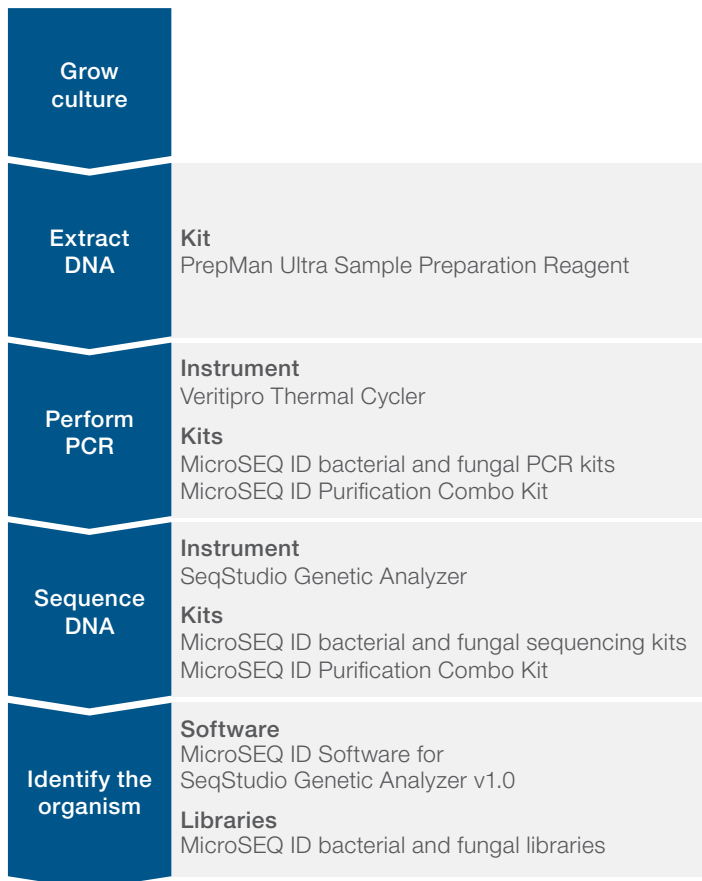 Grow
culture
Extract
DNA
Kit
PrepMan Ultra Sample Preparation Reagent
Perform
PCR
Instrument
Veritipro Thermal Cycler
Kits
MicroSEQ ID bacterial and fungal PCR kits
MicroSEQ ID Purification Combo Kit
Sequence
DNA
Instrument
SeqStudio Genetic Analyzer
Kits
MicroSEQ ID bacterial and fungal sequencing kits
MicroSEQ ID Purification Combo Kit
Identify the
organism
Software
MicroSEQ ID Software for
SeqStudio Genetic Analyzer v1.0
Libraries
MicroSEQ ID bacterial and fungal libraries